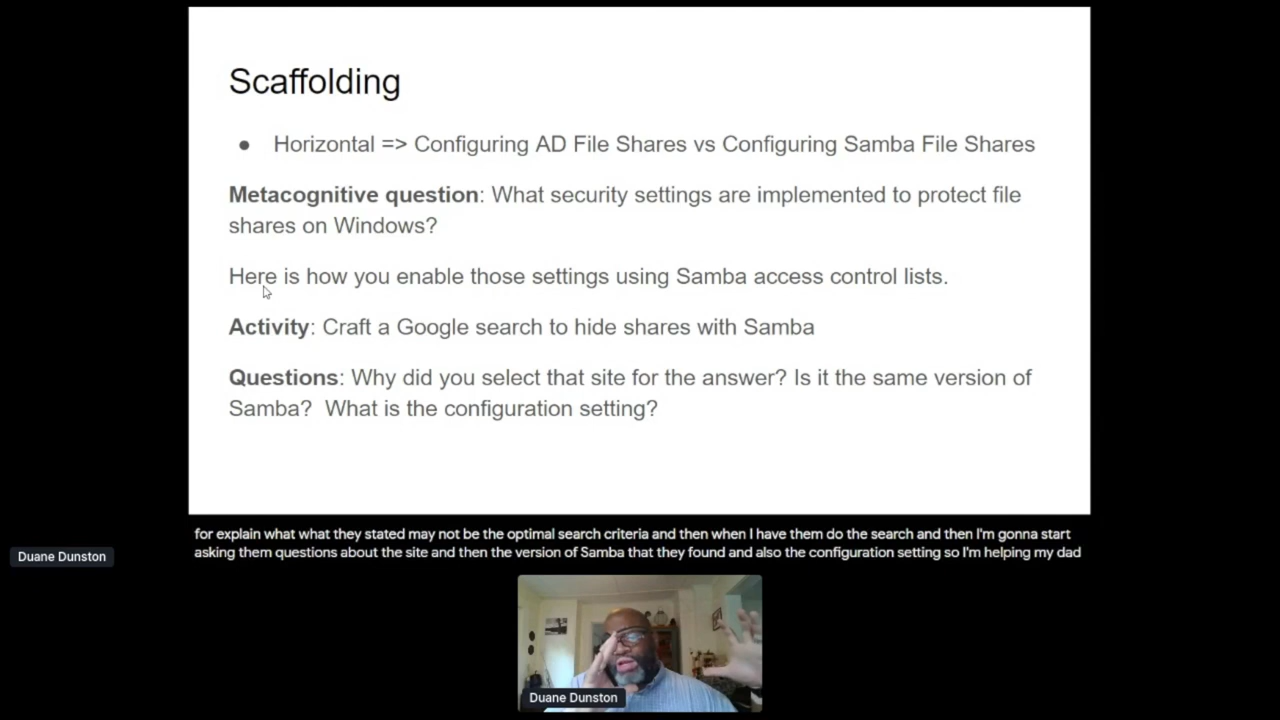 Scaffolding
● Horizontal => Configuring AD File Shares vs Configuring Samba File Shares
Metacognitive question: What security settings are implemented to protect file
shares on Windows?
Here is how you enable those settings using Samba access control lists.
Activity: Craft a Google search to hide shares with Samba
Questions: Why did you select that site for the answer? Is it the same version of
Samba?  What is the configuration setting?
for explain what what they stated may not be the optimal search criteria and then when I have them do the search and then I'm gonna start
asking them questions about the site and then the version of Samba that they found and also the configuration setting so I'm helping my dad
Duane Dunston
Duane Dunston